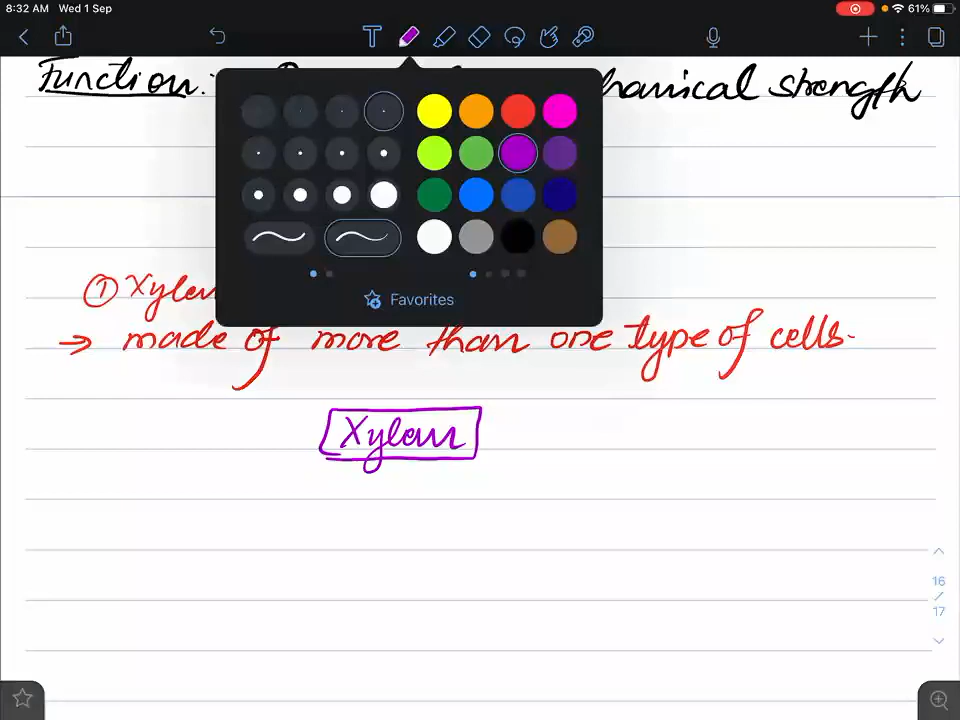 8:32 AM Wed 1 Sep 61%
Function: hanical strength
Favorites
① Xylem
→ made of more than one type of cells.
Xylem
16
/
17